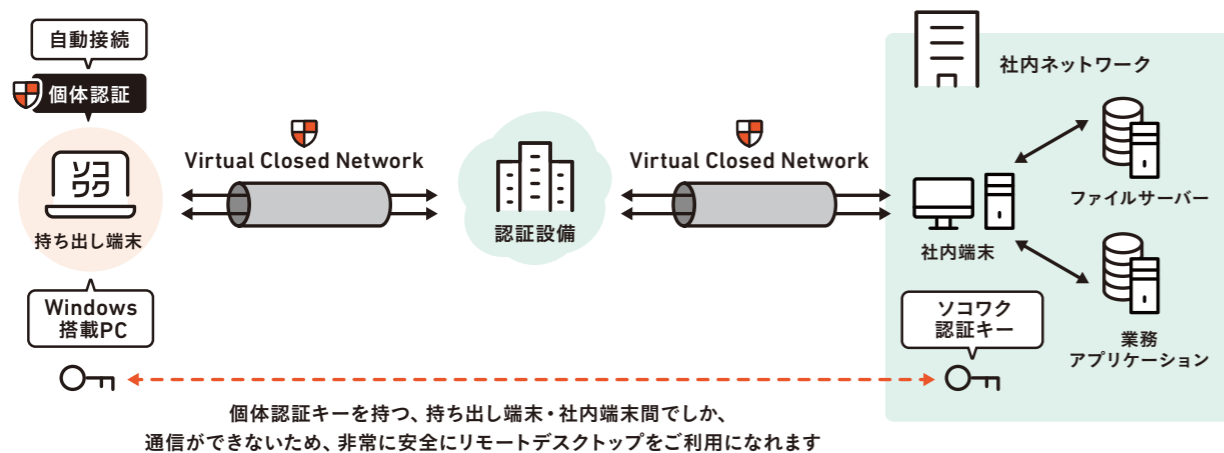 自動接続
個体認証
ソコ
ワク
持ち出し端末
Windows
搭載PC
Virtual Closed Network
認証設備
Virtual Closed Network
社内ネットワーク
ファイルサーバー
社内端末
ソコワク
認証キー
業務
アプリケーション
個体認証キーを持つ、持ち出し端末・社内端末間でしか、
通信ができないため、非常に安全にリモートデスクトップをご利用になれます